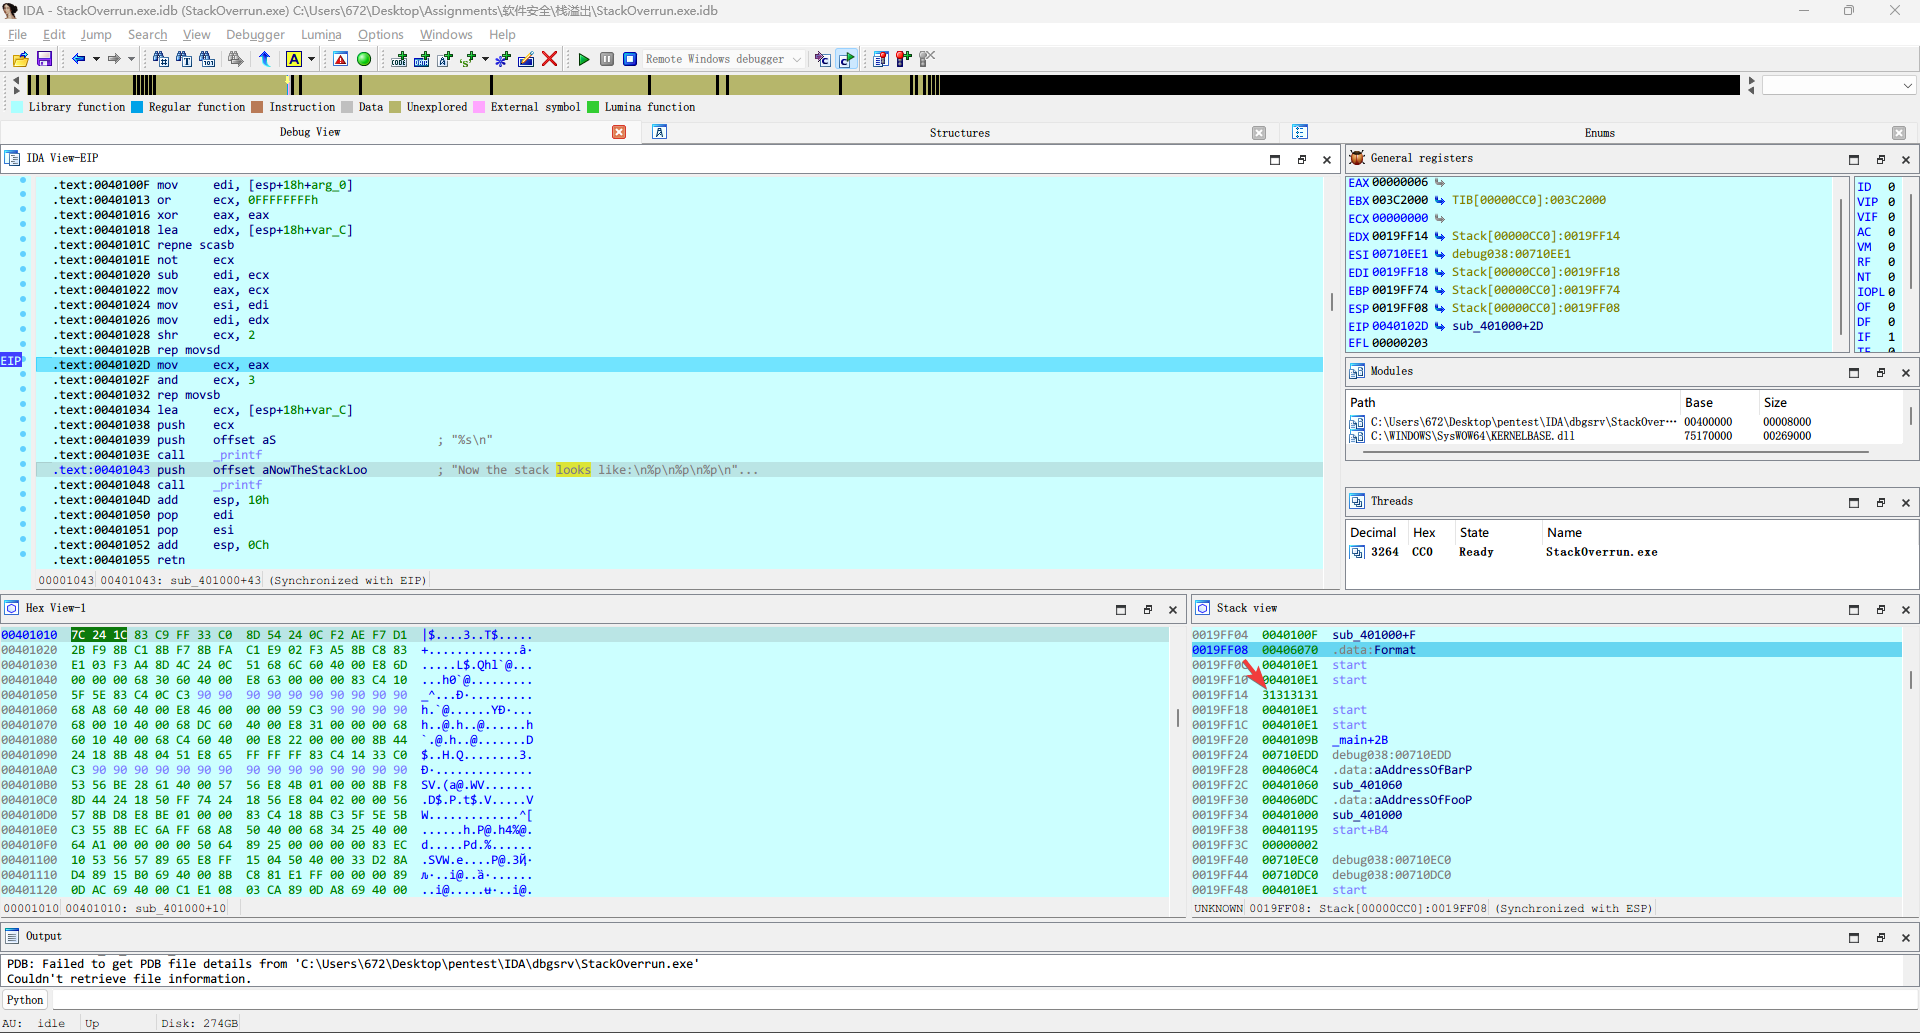 IDA - StackOverrun.exe.idb (StackOverrun.exe) C:\Users\672\Desktop\Assignments\软件安全\栈溢出\StackOverrun.exe.idb
File Edit Jump Search View Debugger Lumina Options Windows Help
Remote Windows debugger
Library function Regular function Instruction Data Unexplored External symbol Lumina function
Debug View Structures Enums
IDA View-EIP
.text:0040100F mov edi, [esp+18h+arg_0]
.text:00401013 or ecx, 0FFFFFFFFh
.text:00401016 xor eax, eax
.text:00401018 lea edx, [esp+18h+var_C]
.text:0040101C repne scasb
.text:0040101E not ecx
.text:00401020 sub edi, ecx
.text:00401022 mov eax, ecx
.text:00401024 mov esi, edi
.text:00401026 mov edi, edx
.text:00401028 shr ecx, 2
.text:0040102B rep movsd
EIP .text:0040102D mov ecx, eax
.text:0040102F and ecx, 3
.text:00401032 rep movsb
.text:00401034 lea ecx, [esp+18h+var_C]
.text:00401038 push ecx
.text:00401039 push offset aS ; "%s\n"
.text:0040103E call _printf
.text:00401043 push offset aNowTheStackLoo ; "Now the stack looks like:\n%p\n%p\n%p\n"...
.text:00401048 call _printf
.text:0040104D add esp, 10h
.text:00401050 pop edi
.text:00401051 pop esi
.text:00401052 add esp, 0Ch
.text:00401055 retn
00001043 00401043: sub_401000+43 (Synchronized with EIP)
General registers
EAX 00000006
EBX 003C2000 TIB[00000CC0]:003C2000
ECX 00000000
EDX 0019FF14 Stack[00000CC0]:0019FF14
ESI 00710EE1 debug038:00710EE1
EDI 0019FF18 Stack[00000CC0]:0019FF18
EBP 0019FF74 Stack[00000CC0]:0019FF74
ESP 0019FF08 Stack[00000CC0]:0019FF08
EIP 0040102D sub_401000+2D
EFL 00000203
ID 0
VIP 0
VIF 0
AC 0
VM 0
RF 0
NT 0
IOPL 0
OF 0
DF 0
IF 1
TF 0
Modules
Path Base Size
C:\Users\672\Desktop\pentest\IDA\dbgsrv\StackOver··· 00400000 00008000
C:\WINDOWS\SysWOW64\KERNELBASE.dll 75170000 00269000
Threads
Decimal Hex State Name
3264 CC0 Ready StackOverrun.exe
Hex View-1
00401010 7C 24 1C 83 C9 FF 33 C0 8D 54 24 0C F2 AE F7 D1 |$....3..T$.....
00401020 2B F9 8B C1 8B F7 8B FA C1 E9 02 F3 A5 8B C8 83
00401030 E1 03 F3 A4 8D 4C 24 0C 51 68 6C 60 40 00 E8 6D .....L$.Qhl`@...
00401040 00 00 00 68 30 60 40 00 E8 63 00 00 00 83 C4 10 ...h0`@.........
00401050 5F 5E 83 C4 0C C3 90 90 90 90 90 90 90 90 90 90
00401060 68 A8 60 40 00 E8 46 00 00 00 59 C3 90 90 90 90
00401070 68 00 10 40 00 68 DC 60 40 00 E8 31 00 00 00 68 h..@.h..@......h
00401080 60 10 40 00 68 C4 60 40 00 E8 22 00 00 00 8B 44 `.@.h..@.......D
00401090 24 18 8B 48 04 51 E8 65 FF FF FF 83 C4 14 33 C0 $..H.Q........3.
004010A0 C3 90 90 90 90 90 90 90 90 90 90 90 90 90 90 90
004010B0 53 56 BE 28 61 40 00 57 56 E8 4B 01 00 00 8B F8 SV.(a@.WV.......
004010C0 8D 44 24 18 50 FF 74 24 18 56 E8 04 02 00 00 56 .D$.P.t$.V.....V
004010D0 57 8B D8 E8 BE 01 00 00 83 C4 18 8B C3 5F 5E 5B W............_^[
004010E0 C3 55 8B EC 6A FF 68 A8 50 40 00 68 34 25 40 00 ......h.P@.h4%@.
004010F0 64 A1 00 00 00 00 50 64 89 25 00 00 00 00 83 EC d.....Pd.%......
00401100 10 53 56 57 89 65 E8 FF 15 04 50 40 00 33 D2 8A
00401110 D4 89 15 B0 69 40 00 8B C8 81 E1 FF 00 00 00 89
00401120 0D AC 69 40 00 C1 E1 08 03 CA 89 0D A8 69 40 00
00001010 00401010: sub_401000+10
Stack view
0019FF04 0040100F sub_401000+F
0019FF08 00406070 .data:Format
0019FF0C 004010E1 start
0019FF10 004010E1 start
0019FF14 31313131
0019FF18 004010E1 start
0019FF1C 004010E1 start
0019FF20 0040109B _main+2B
0019FF24 00710EDD debug038:00710EDD
0019FF28 004060C4 .data:aAddressOfBarP
0019FF2C 00401060 sub_401060
0019FF30 004060DC .data:aAddressOfFooP
0019FF34 00401000 sub_401000
0019FF38 00401195 start+B4
0019FF3C 00000002
0019FF40 00710EC0 debug038:00710EC0
0019FF44 00710DC0 debug038:00710DC0
0019FF48 004010E1 start
UNKNOWN 0019FF08: Stack[00000CC0]:0019FF08 (Synchronized with ESP)
Output
PDB: Failed to get PDB file details from 'C:\Users\672\Desktop\pentest\IDA\dbgsrv\StackOverrun.exe'
Couldn't retrieve file information.
Python
AU: idle Up Disk: 274GB